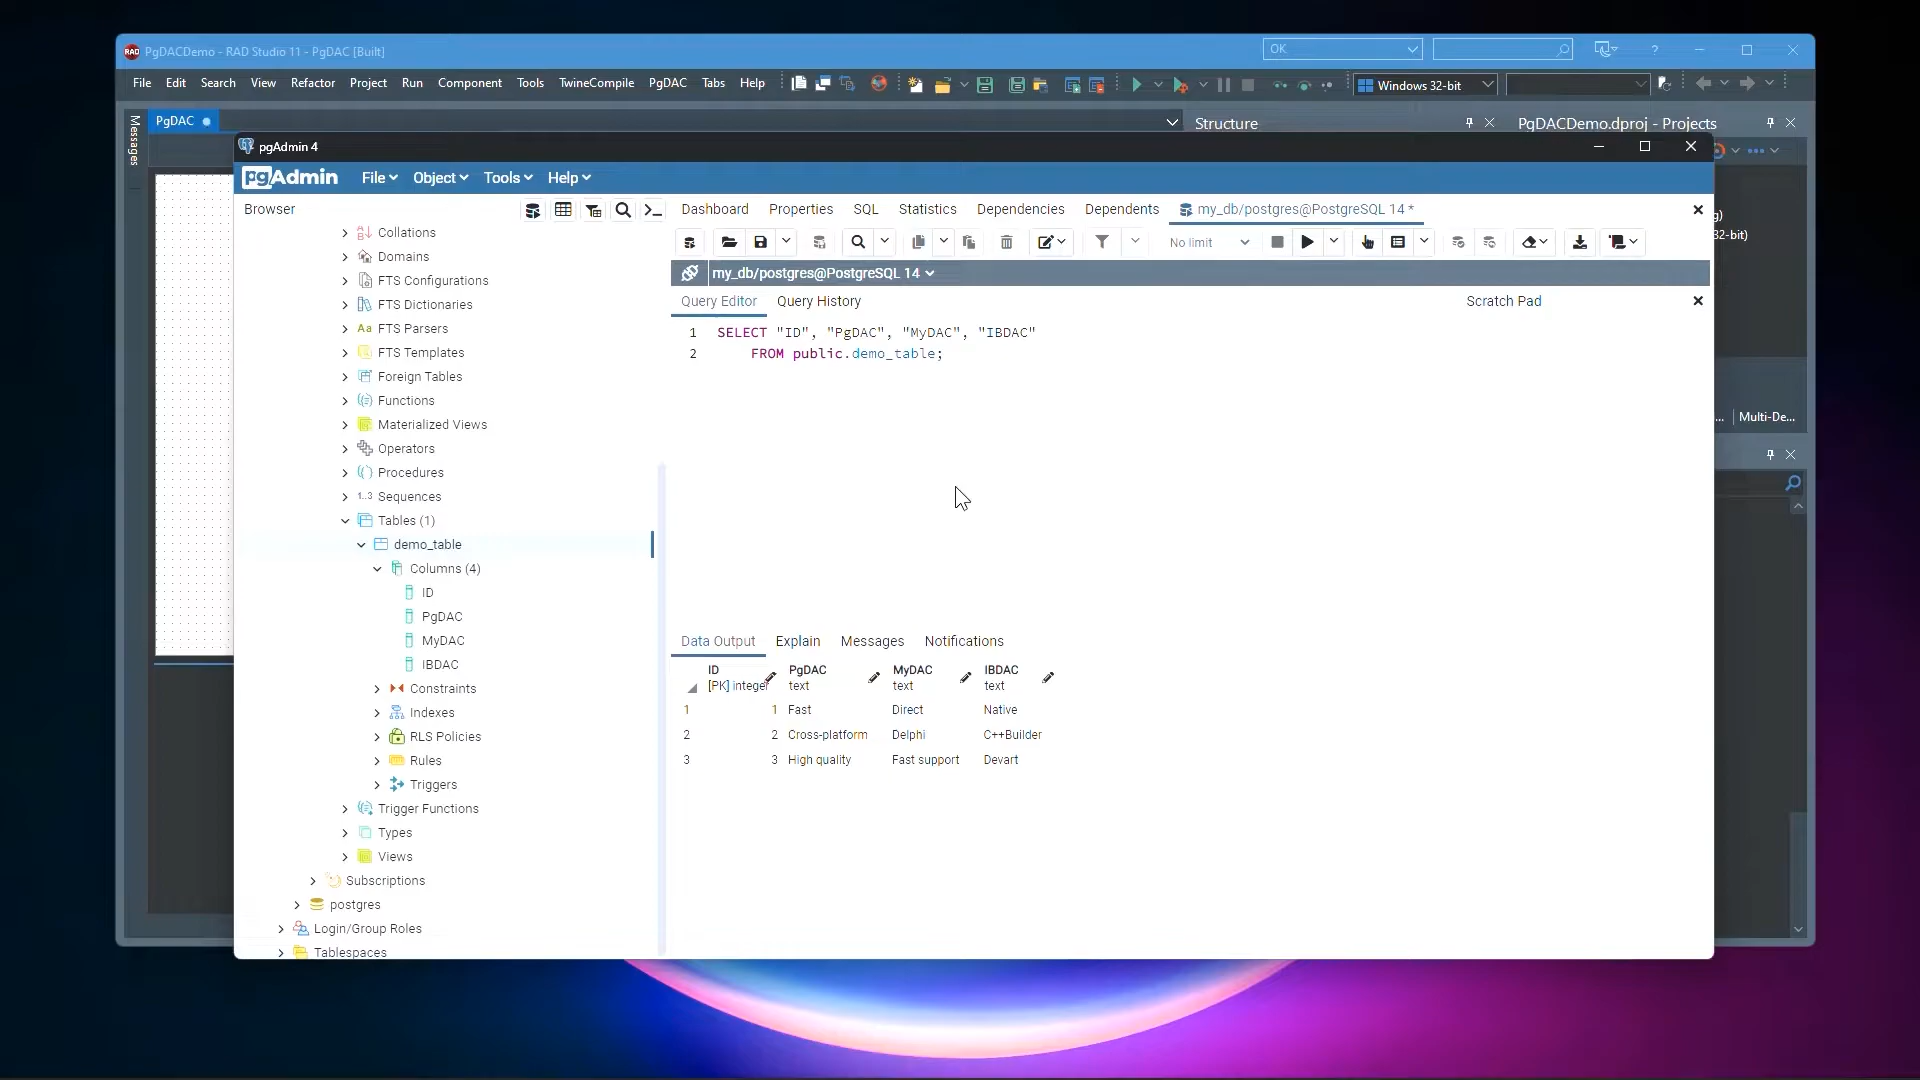 RAD PgDACDemo - RAD Studio 11 - PgDAC [Built] OK ?
File Edit Search View Refactor Project Run Component Tools TwineCompile PgDAC Tabs Help Windows 32-bit
Messages
PgDAC
Structure
PgDACDemo.dproj - Projects
pgAdmin 4
pgAdmin File Object Tools Help
Browser
Dashboard Properties SQL Statistics Dependencies Dependents my_db/postgres@PostgreSQL 14 *
No limit
my_db/postgres@PostgreSQL 14
Query Editor Query History Scratch Pad
1 SELECT "ID", "PgDAC", "MyDAC", "IBDAC"
2 FROM public.demo_table;
Collations
Domains
FTS Configurations
FTS Dictionaries
Aa FTS Parsers
FTS Templates
Foreign Tables
Functions
Materialized Views
Operators
Procedures
1..3 Sequences
Tables (1)
demo_table
Columns (4)
ID
PgDAC
MyDAC
IBDAC
Constraints
Indexes
RLS Policies
Rules
Triggers
Trigger Functions
Types
Views
Subscriptions
postgres
Login/Group Roles
Tablespaces
Data Output Explain Messages Notifications
ID PgDAC MyDAC IBDAC
[PK] integer text text text
1 1 Fast Direct Native
2 2 Cross-platform Delphi C++Builder
3 3 High quality Fast support Devart
g)
32-bit)
... Multi-De...